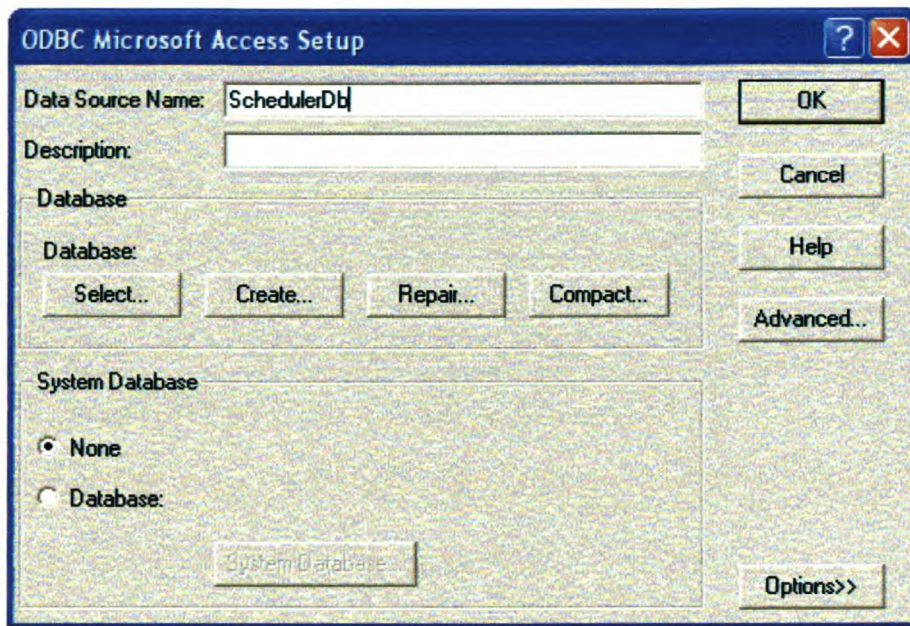 ODBC Microsoft Access Setup
Data Source Name: SchedulerDb
OK
Description:
Cancel
Database
Database:
Help
Select... Create... Repair... Compact...
Advanced...
System Database
None
Database:
System Database...
Options>>